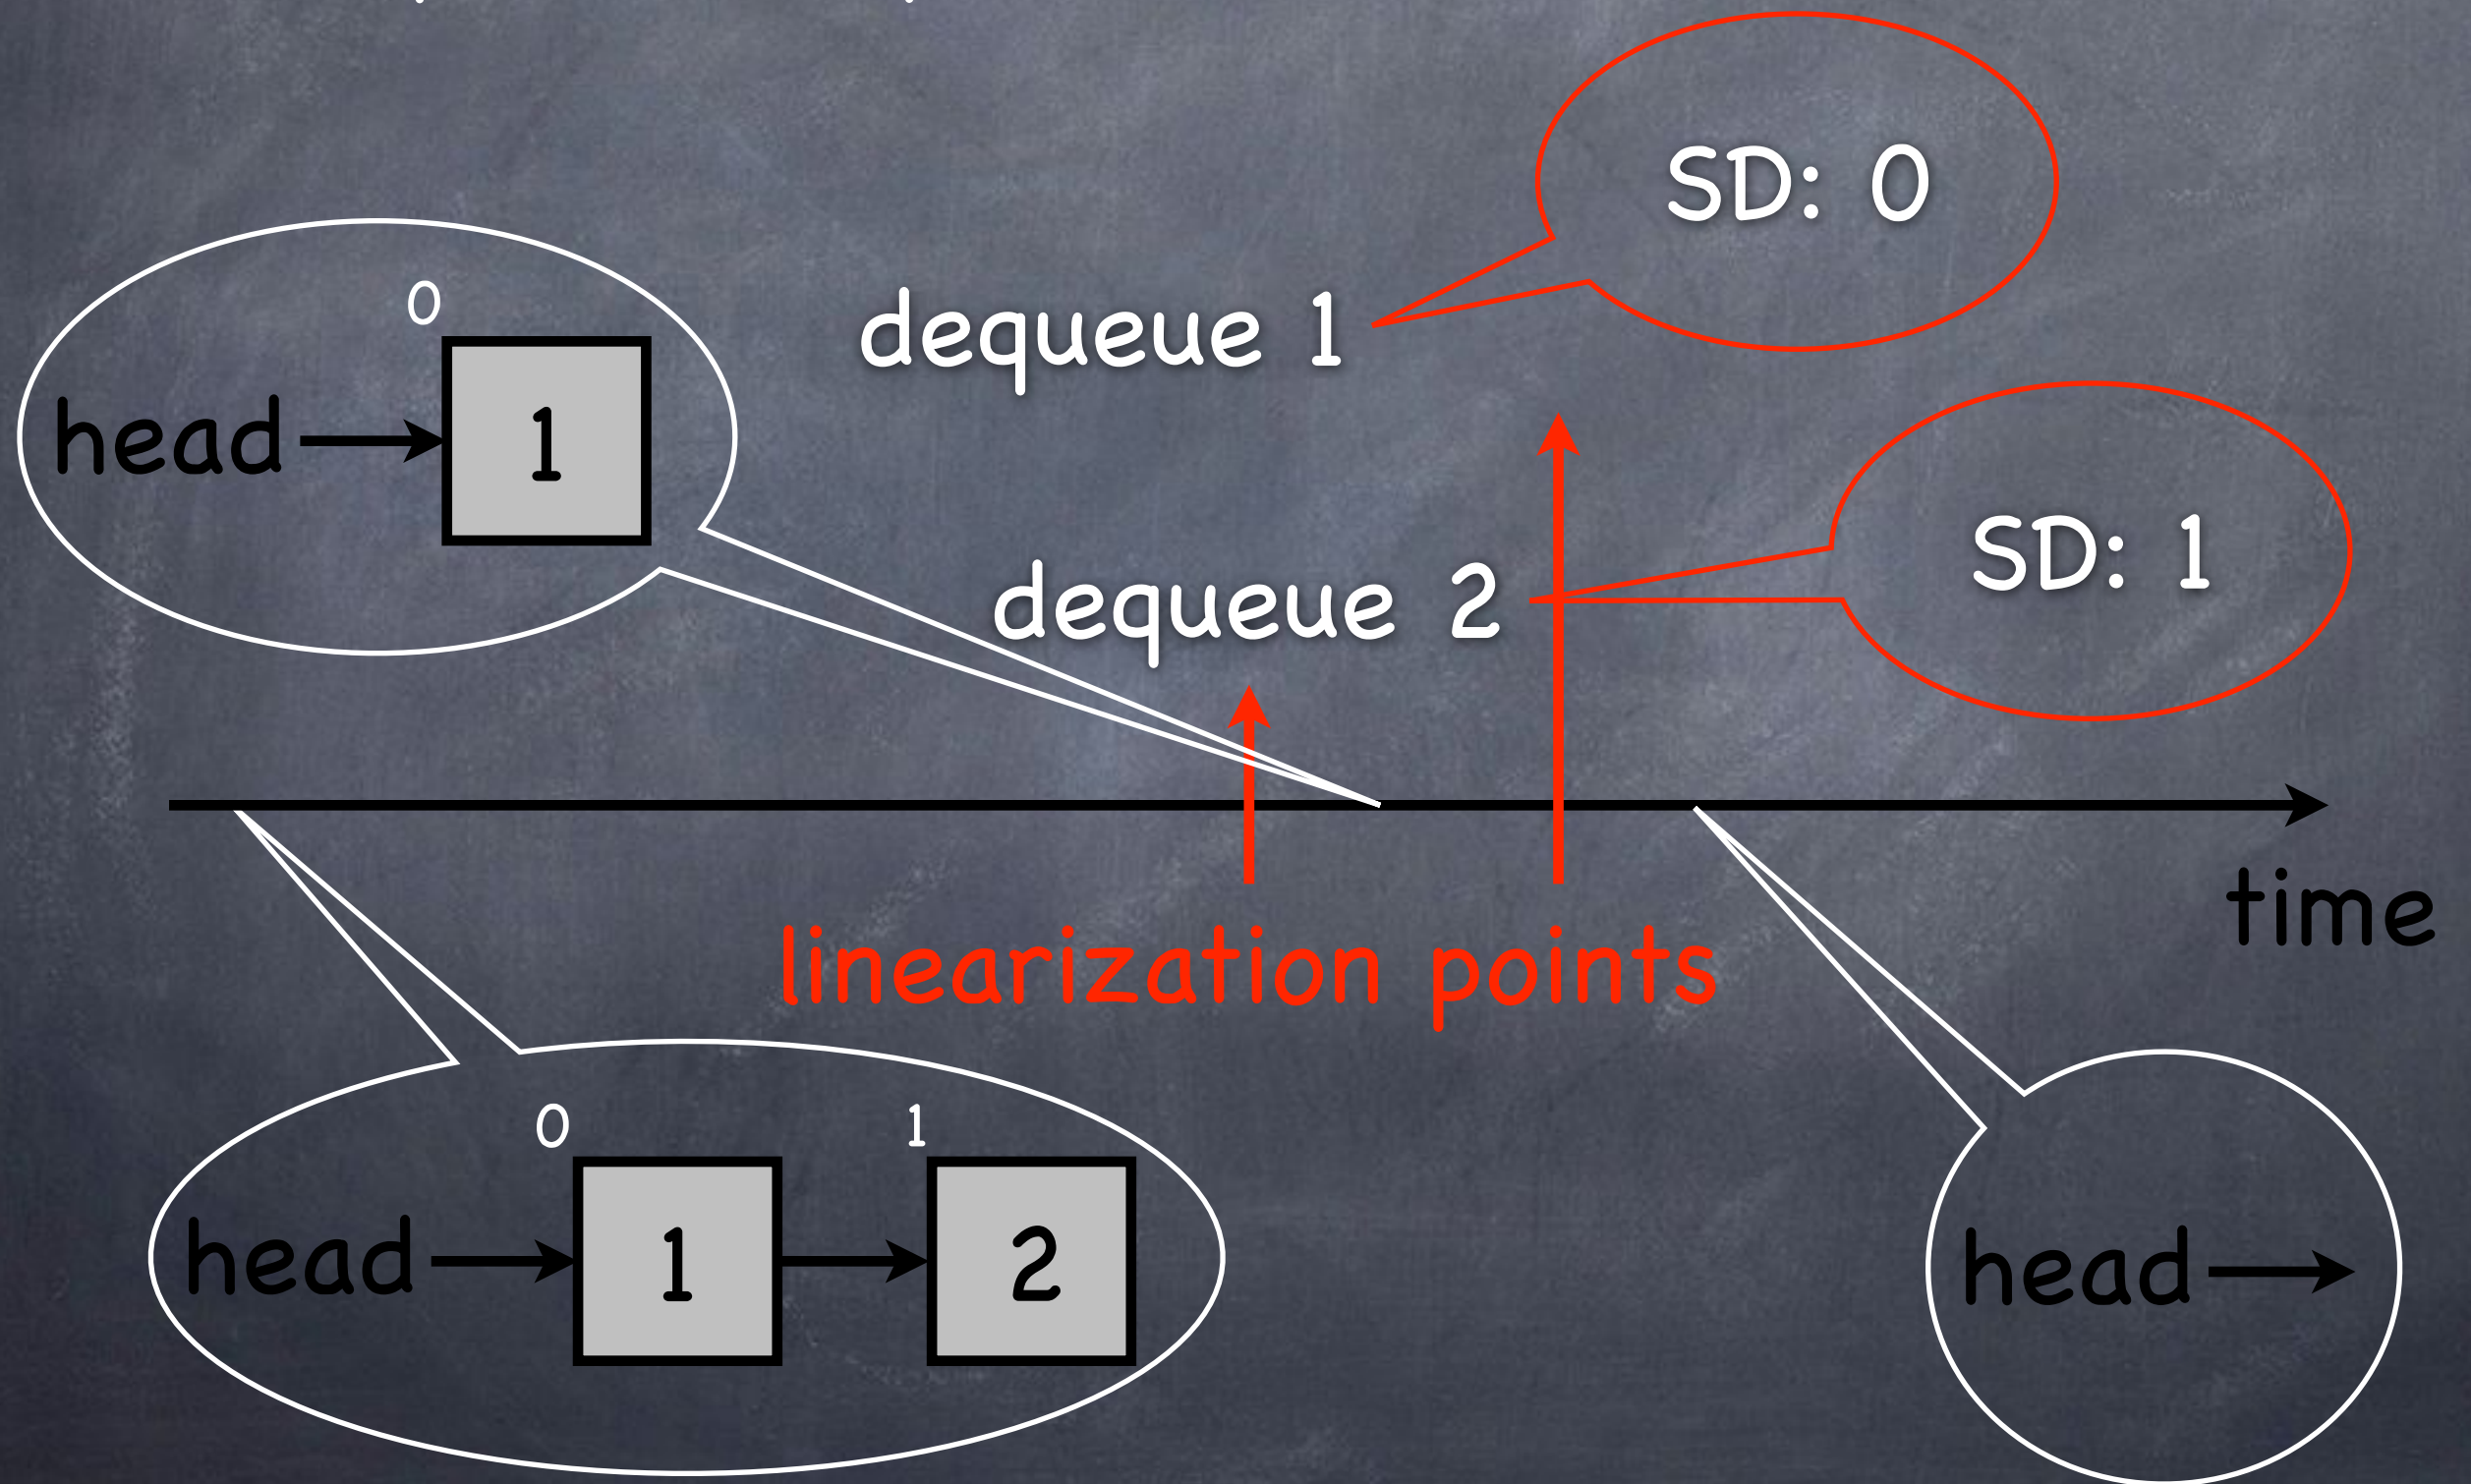 SD: 0
0
dequeue 1
head
1
SD: 1
dequeue 2
time
linearization points
0
1
head
1
2
head